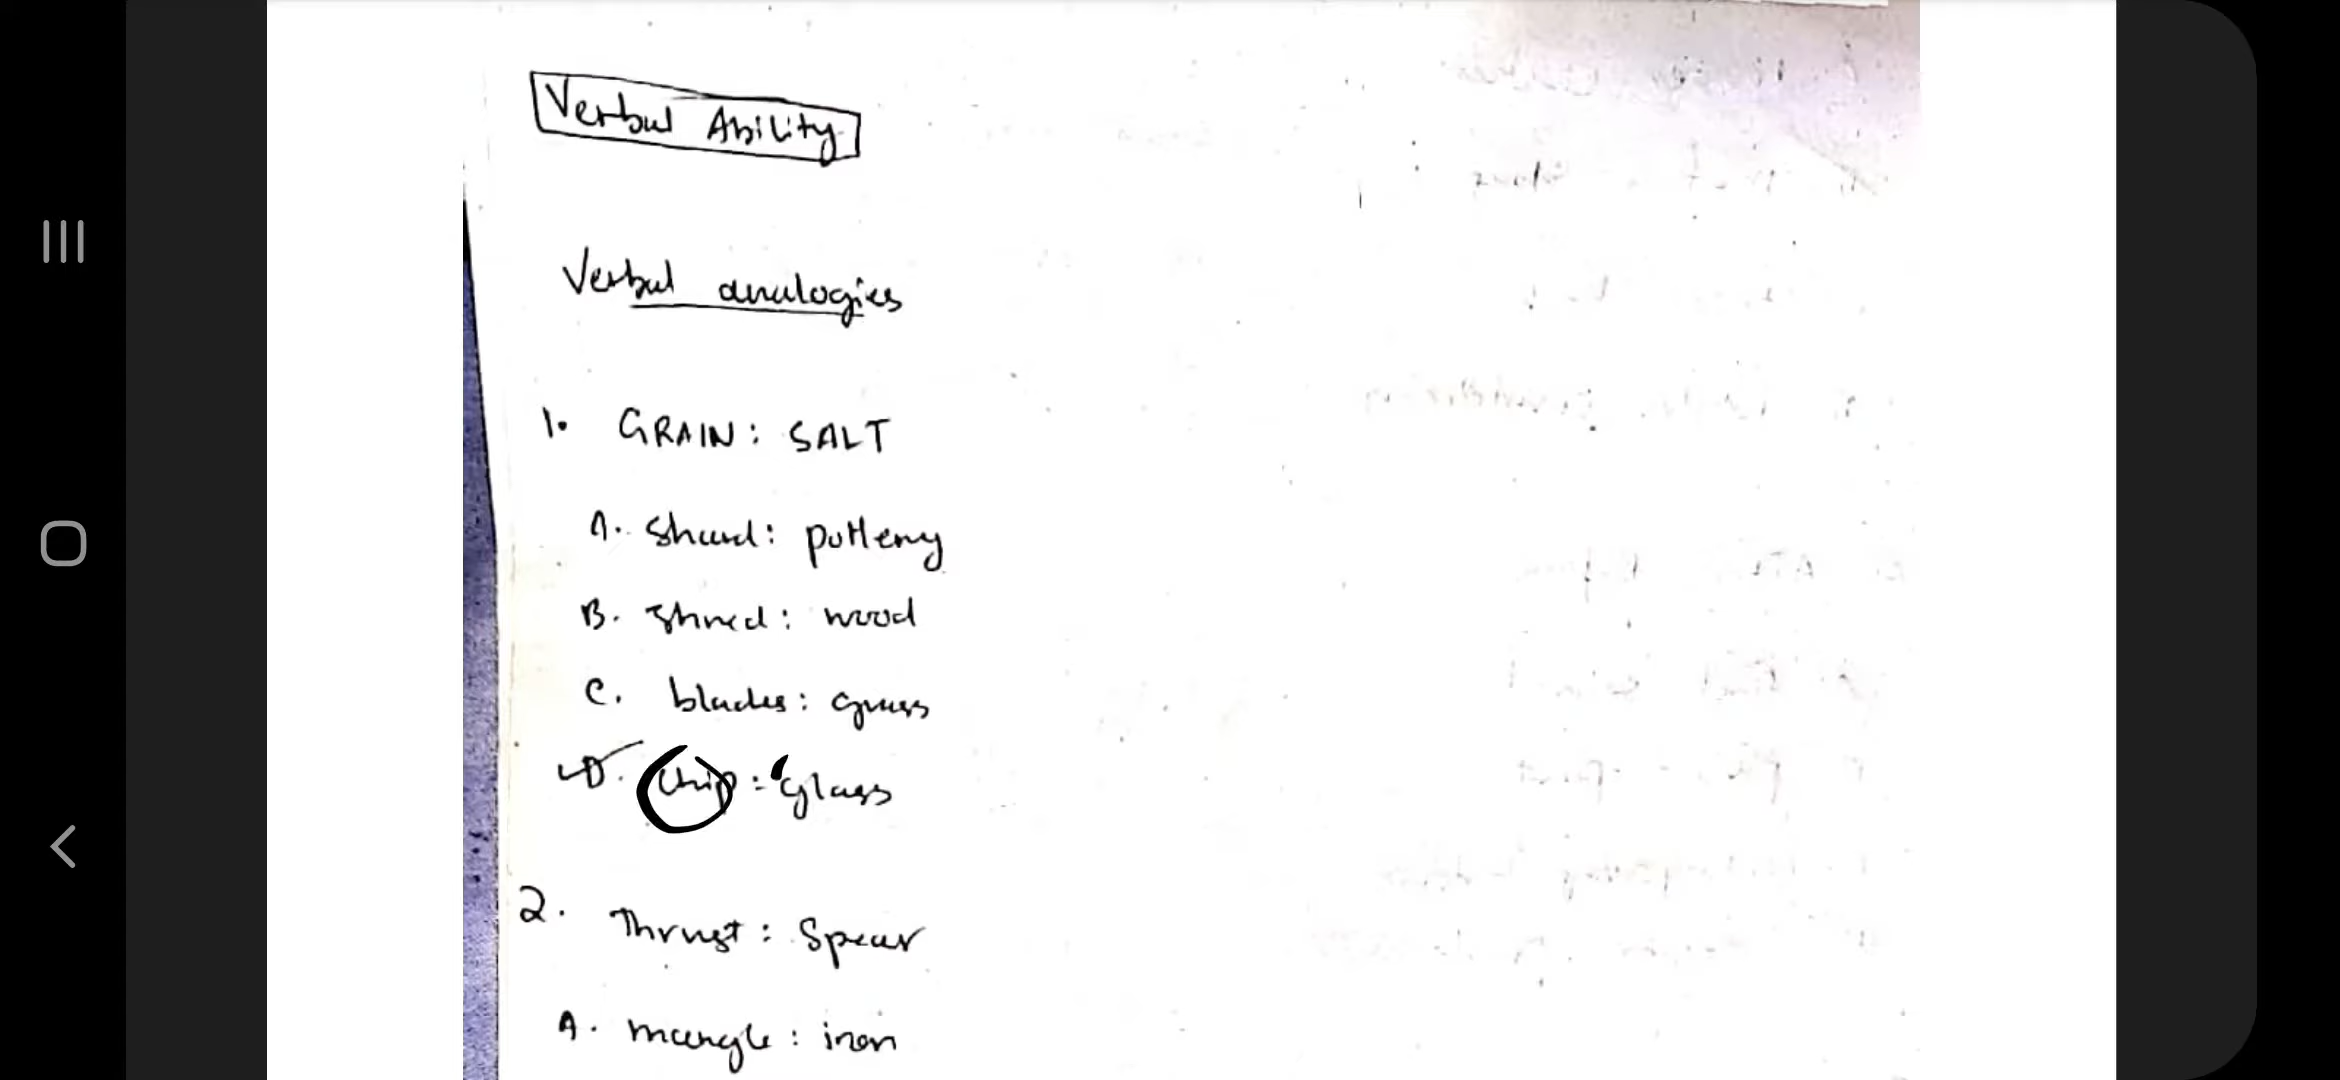 Verbal Ability
Verbal analogies
1. GRAIN: SALT
A. Shard: pottery
B. Shred: wood
C. blades: grass
D. Chip: glass
2. Thrust: Spear
A. mangle: iron